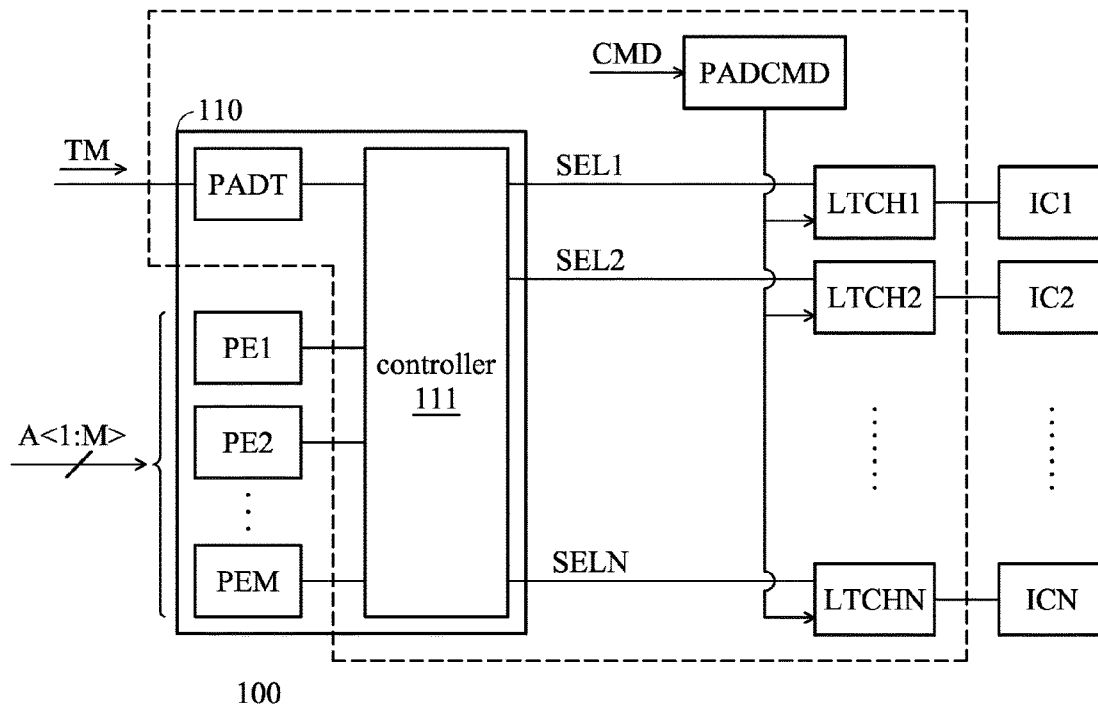 CMD
PADCMD
110
TM
PADT
SEL1
LTCH1
IC1
SEL2
LTCH2
IC2
PE1
controller
111
A<1:M>
PE2
PEM
SELN
LTCHN
ICN
100